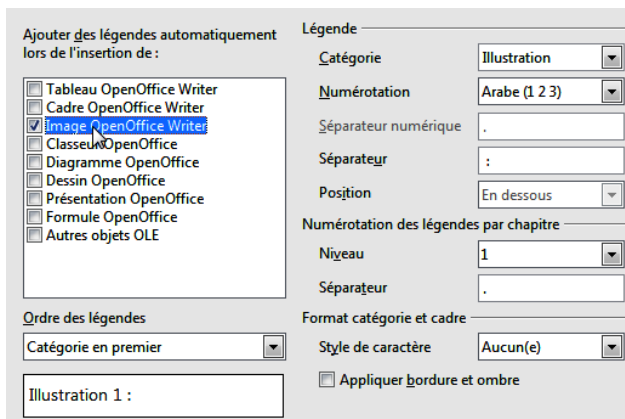 Ajouter des légendes automatiquement
lors de l'insertion de :
Tableau OpenOffice Writer
Cadre OpenOffice Writer
Image OpenOffice Writer
Classeur OpenOffice
Diagramme OpenOffice
Dessin OpenOffice
Présentation OpenOffice
Formule OpenOffice
Autres objets OLE
Ordre des légendes
Catégorie en premier
Illustration 1 :
Légende
Catégorie Illustration
Numérotation Arabe (1 2 3)
Séparateur numérique .
Séparateur :
Position En dessous
Numérotation des légendes par chapitre
Niveau 1
Séparateur .
Format catégorie et cadre
Style de caractère Aucun(e)
Appliquer bordure et ombre